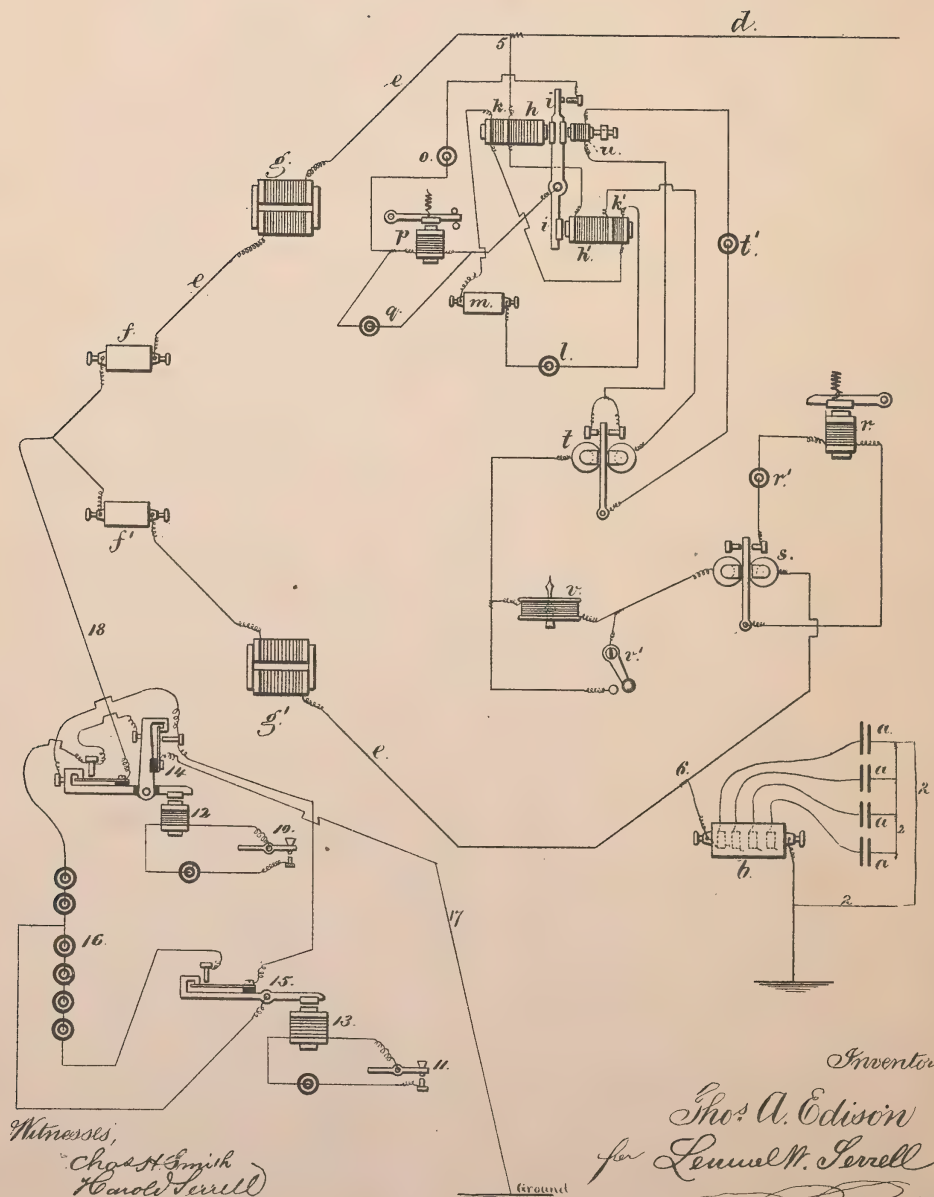 d.
5
e
k.
h
i
g.
o.
u.
k'
p
i
h'.
t'.
e
q.
m.
f.
l.
r.
t
r'.
f'
s.
v.
18
v'.
g'.
e.
6.
a.
14
a
2
12
10.
a
2
b.
a
17
2
16.
15.
13.
11.
Inventor
Thos A. Edison
Witnesses,
for Lemuel W. Serrell
Chas H. Smith
Harold Serrell
Ground